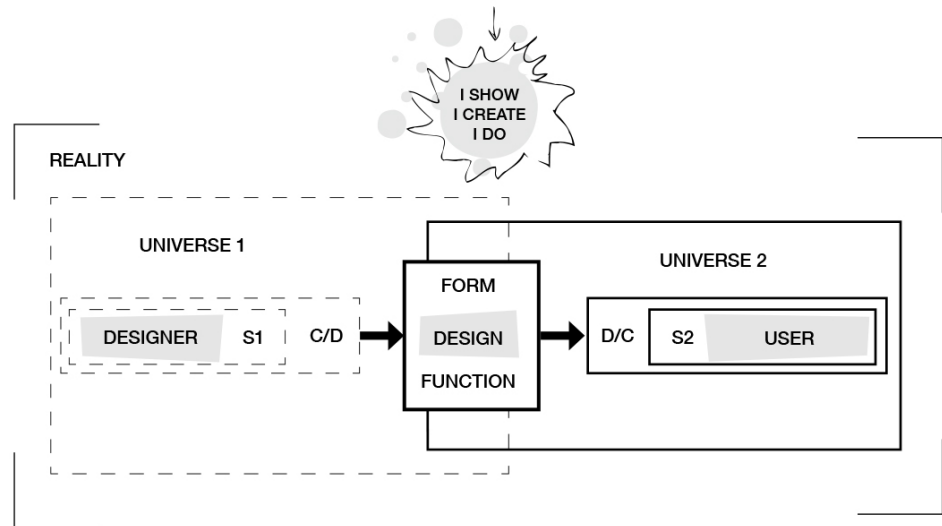 I SHOW
I CREATE
I DO
REALITY
UNIVERSE 1
UNIVERSE 2
FORM
DESIGNER S1 C/D
DESIGN
D/C S2 USER
FUNCTION